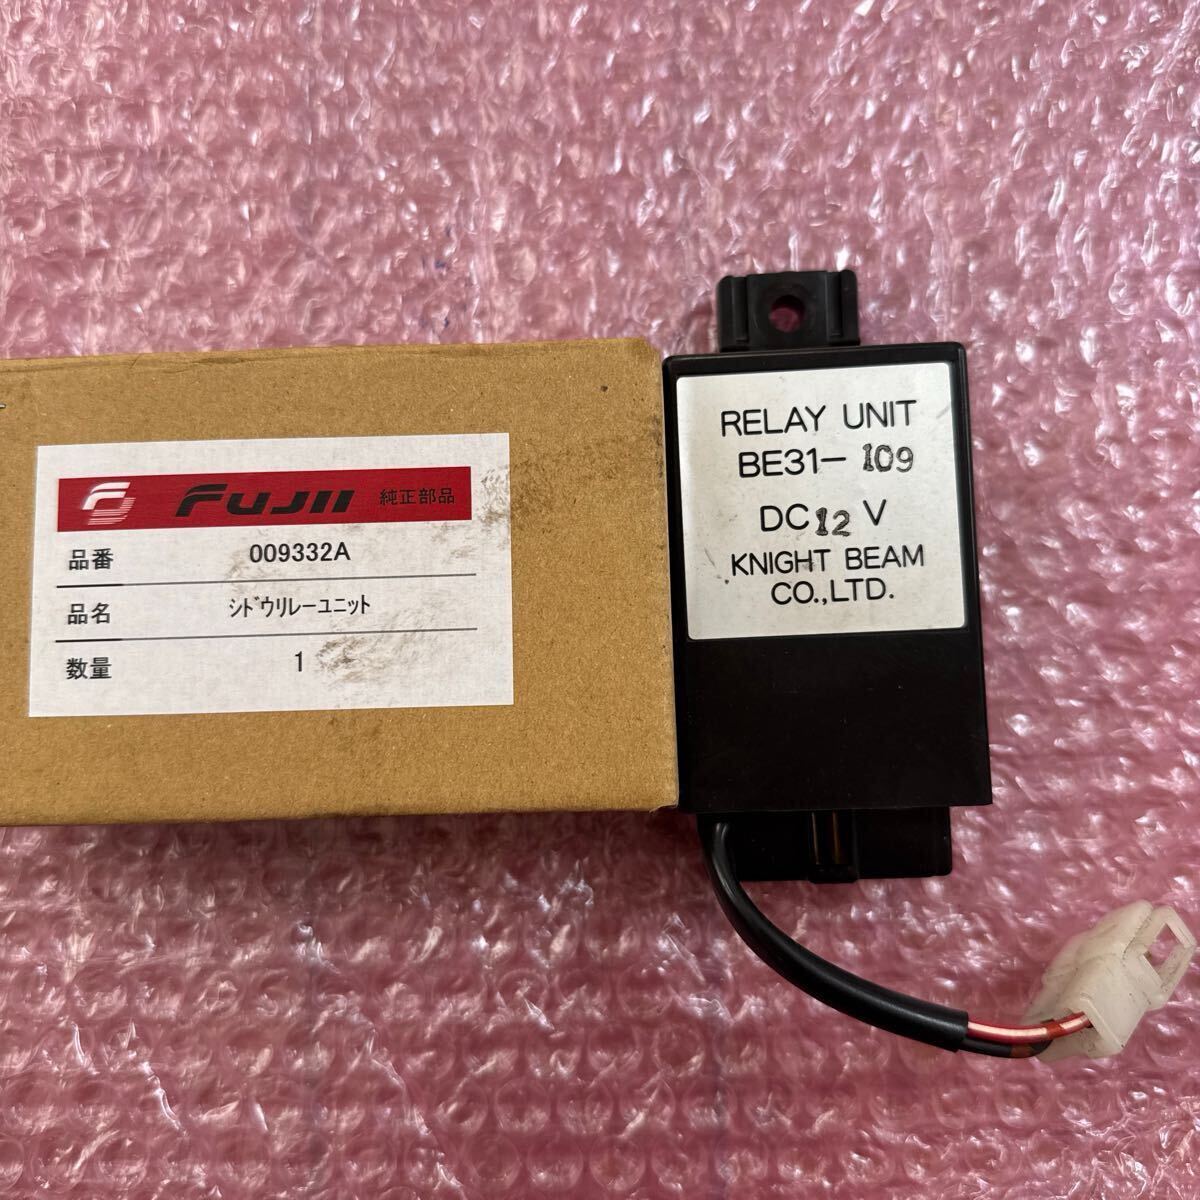 FUJII 純正部品
品番 009332A
品名 シドウリレーユニット
数量 1
RELAY UNIT
BE31-109
DC12V
KNIGHT BEAM
CO.,LTD.